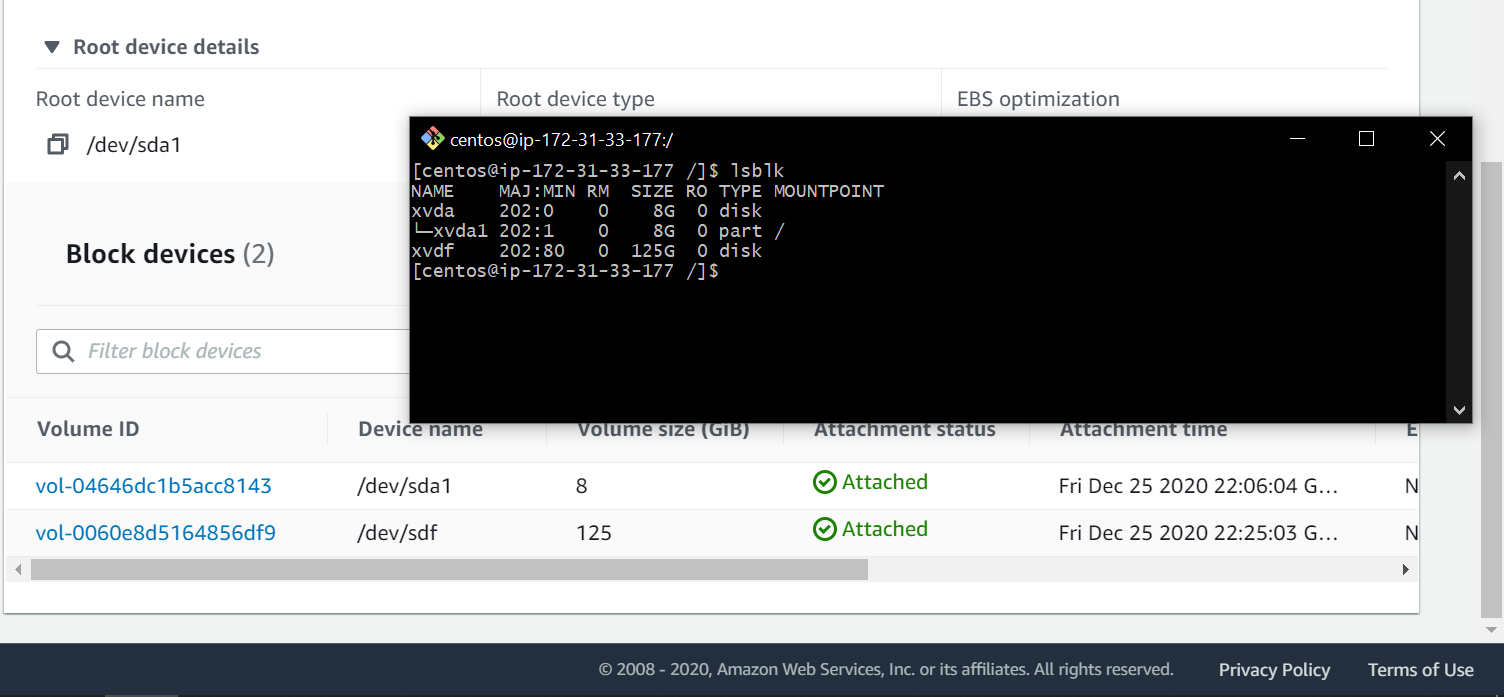 Root device details
Root device name
Root device type
EBS optimization
/dev/sda1
centos@ip-172-31-33-177:/
[centos@ip-172-31-33-177 /]$ lsblk
NAME    MAJ:MIN RM  SIZE RO TYPE MOUNTPOINT
xvda    202:0    0    8G  0 disk
└─xvda1 202:1    0    8G  0 part /
xvdf    202:80   0  125G  0 disk
[centos@ip-172-31-33-177 /]$
Block devices (2)
Filter block devices
Volume ID Device name Volume size (GiB) Attachment status Attachment time E
vol-04646dc1b5acc8143 /dev/sda1 8 Attached Fri Dec 25 2020 22:06:04 G... N
vol-0060e8d5164856df9 /dev/sdf 125 Attached Fri Dec 25 2020 22:25:03 G... N
© 2008 - 2020, Amazon Web Services, Inc. or its affiliates. All rights reserved. Privacy Policy Terms of Use